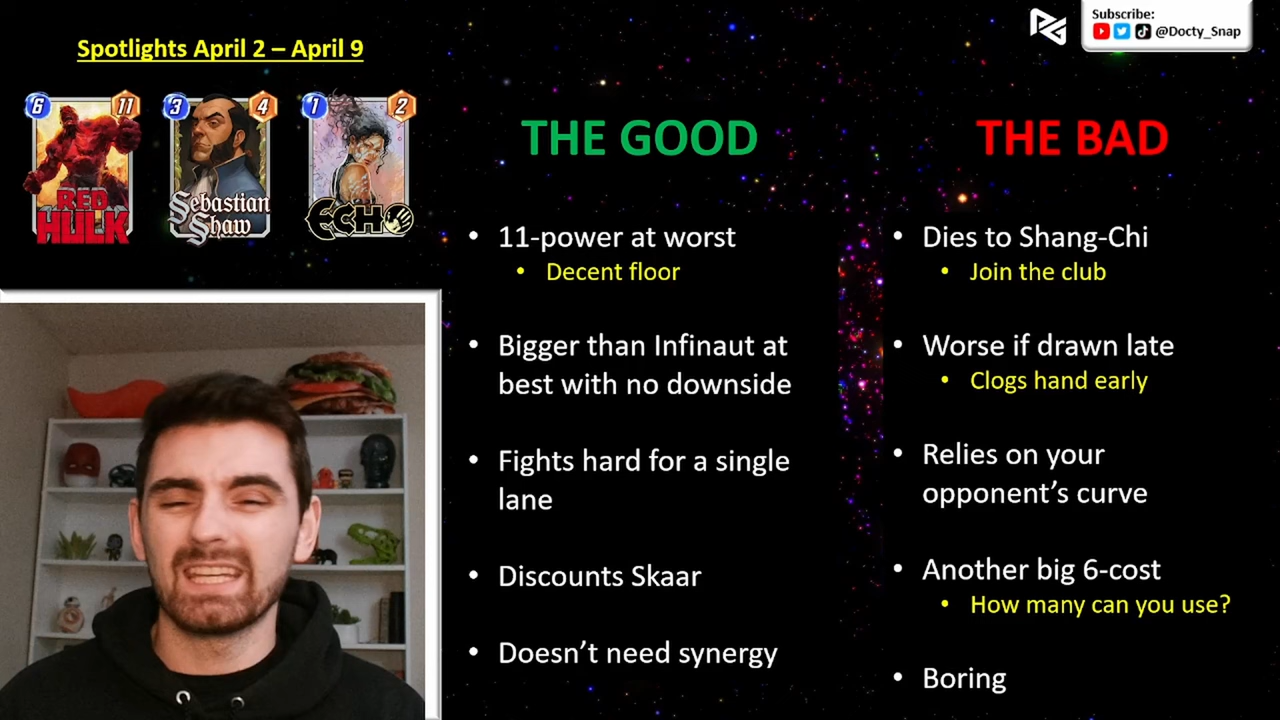 Spotlights April 2 – April 9
6
11
RED
HULK
3
4
Sebastian
Shaw
1
2
ECHO
Subscribe:
@Docty_Snap
THE GOOD
• 11-power at worst
• Decent floor
• Bigger than Infinaut at
best with no downside
• Fights hard for a single
lane
• Discounts Skaar
• Doesn’t need synergy
THE BAD
• Dies to Shang-Chi
• Join the club
• Worse if drawn late
• Clogs hand early
• Relies on your
opponent’s curve
• Another big 6-cost
• How many can you use?
• Boring